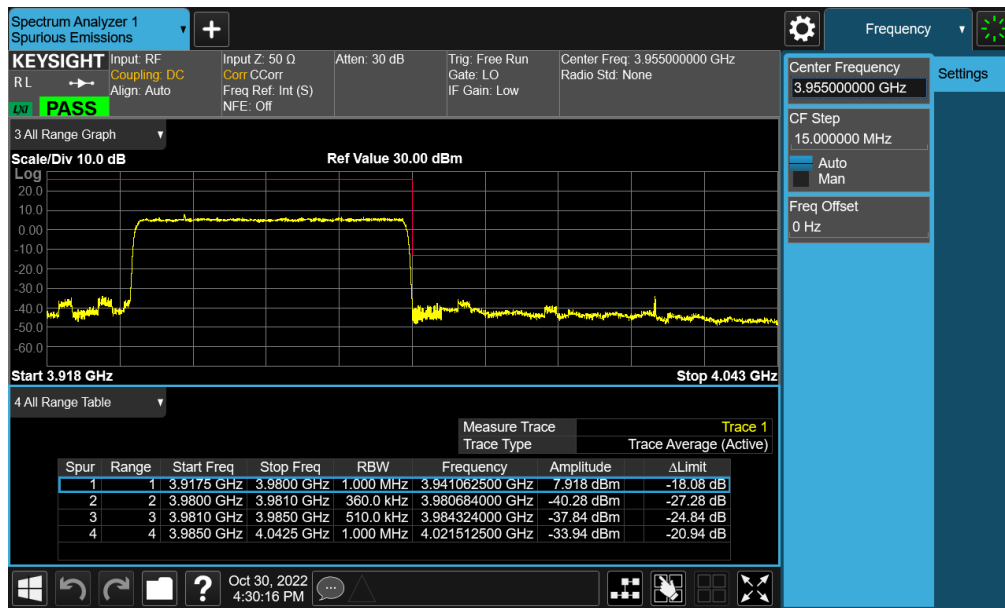 Spectrum Analyzer 1
Spurious Emissions
+
Frequency
KEYSIGHT
R L
LXI
PASS
Input: RF
Coupling: DC
Align: Auto
Input Z: 50 Ω
Corr CCorr
Freq Ref: Int (S)
NFE: Off
Atten: 30 dB
Trig: Free Run
Gate: LO
IF Gain: Low
Center Freq: 3.955000000 GHz
Radio Std: None
Center Frequency
3.955000000 GHz
Settings
CF Step
15.000000 MHz
Auto
Man
Freq Offset
0 Hz
3 All Range Graph
Scale/Div 10.0 dB
Ref Value 30.00 dBm
Log
20.0
10.0
0.00
-10.0
-20.0
-30.0
-40.0
-50.0
-60.0
Start 3.918 GHz
Stop 4.043 GHz
4 All Range Table
Measure Trace Trace 1
Trace Type Trace Average (Active)
Spur Range Start Freq Stop Freq RBW Frequency Amplitude ΔLimit
1 1 3.9175 GHz 3.9800 GHz 1.000 MHz 3.941062500 GHz 7.918 dBm -18.08 dB
2 2 3.9800 GHz 3.9810 GHz 360.0 kHz 3.980684000 GHz -40.28 dBm -27.28 dB
3 3 3.9810 GHz 3.9850 GHz 510.0 kHz 3.984324000 GHz -37.84 dBm -24.84 dB
4 4 3.9850 GHz 4.0425 GHz 1.000 MHz 4.021512500 GHz -33.94 dBm -20.94 dB
?
Oct 30, 2022
4:30:16 PM